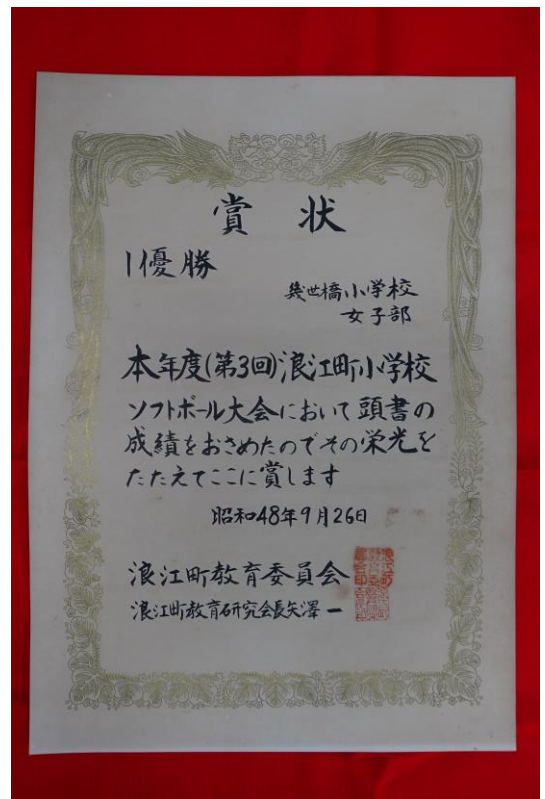 賞状
1優勝
幾世橋小学校
女子部
本年度(第3回)浪江町小学校
ソフトボール大会において頭書の
成績をおさめたのでその栄光を
たたえてここに賞します
昭和48年9月26日
浪江町教育委員会
浪江町教育研究会長矢澤一